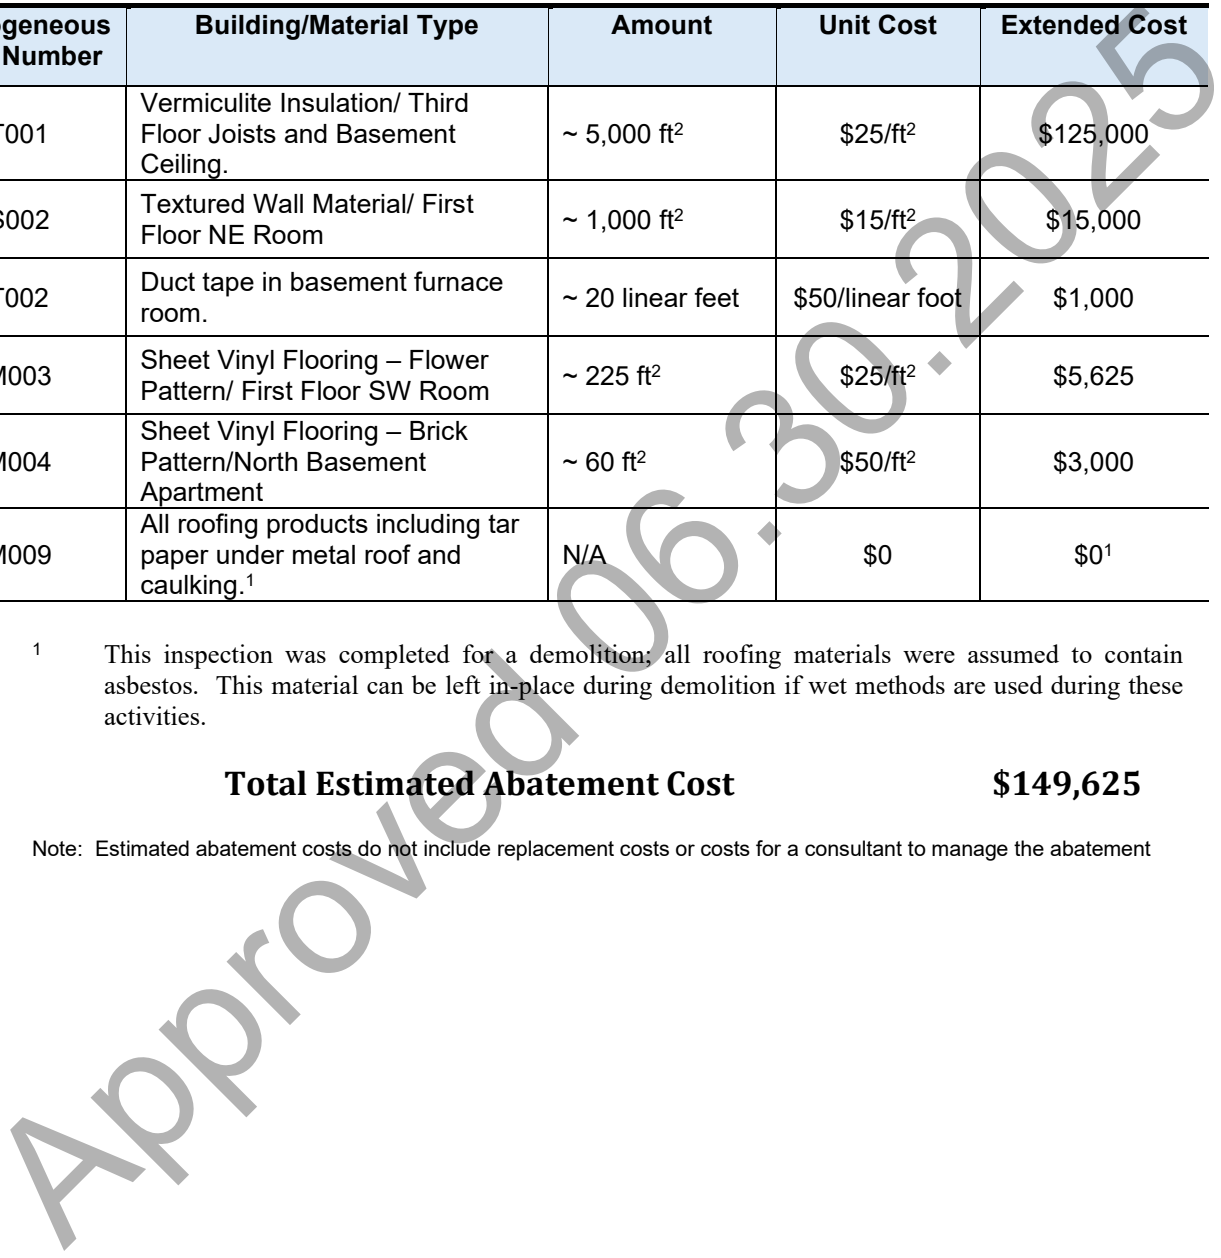 geneous Building/Material Type Amount Unit Cost Extended Cost
Number
Vermiculite Insulation/ Third
T001 Floor Joists and Basement ~ 5,000 ft² $25/ft² $125,000
Ceiling.
S002 Textured Wall Material/ First ~ 1,000 ft² $15/ft² $15,000
Floor NE Room
T002 Duct tape in basement furnace ~ 20 linear feet $50/linear foot $1,000
room.
M003 Sheet Vinyl Flooring – Flower ~ 225 ft² $25/ft² $5,625
Pattern/ First Floor SW Room
Sheet Vinyl Flooring – Brick
M004 Pattern/North Basement ~ 60 ft² $50/ft² $3,000
Apartment
All roofing products including tar
M009 paper under metal roof and N/A $0 $0¹
caulking.¹
¹ This inspection was completed for a demolition; all roofing materials were assumed to contain
asbestos. This material can be left in-place during demolition if wet methods are used during these
activities.
Total Estimated Abatement Cost $149,625
Note: Estimated abatement costs do not include replacement costs or costs for a consultant to manage the abatement
Approved 06.30.2025